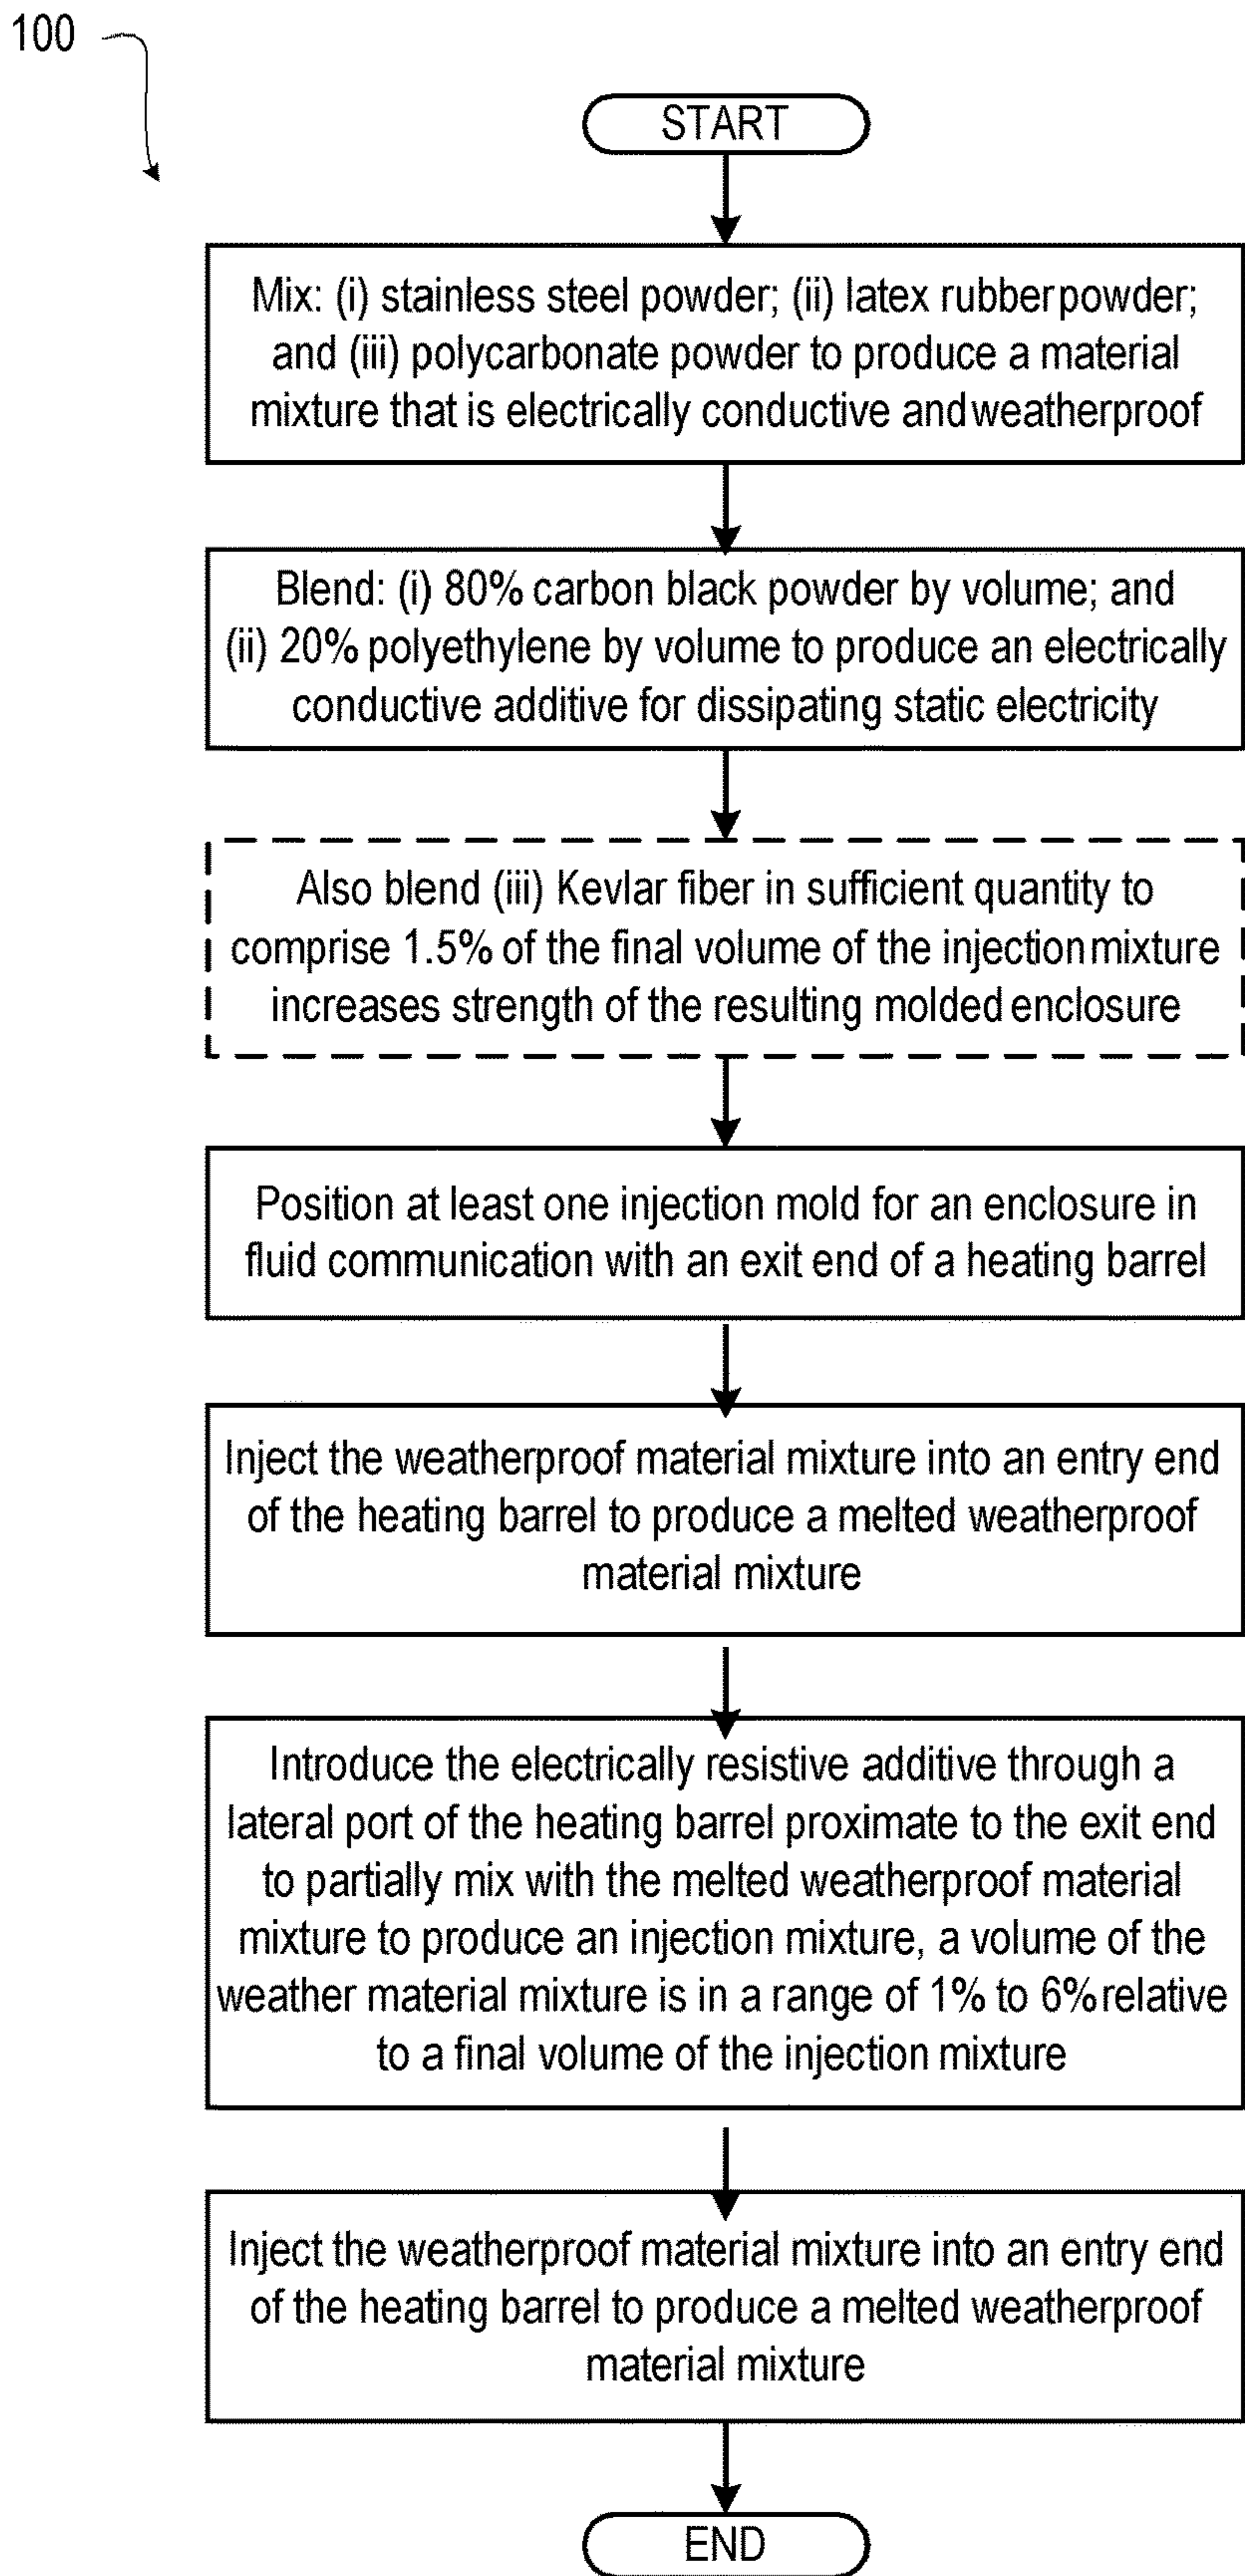 100
START
Mix: (i) stainless steel powder; (ii) latex rubber powder;
and (iii) polycarbonate powder to produce a material
mixture that is electrically conductive and weatherproof
Blend: (i) 80% carbon black powder by volume; and
(ii) 20% polyethylene by volume to produce an electrically
conductive additive for dissipating static electricity
Also blend (iii) Kevlar fiber in sufficient quantity to
comprise 1.5% of the final volume of the injection mixture
increases strength of the resulting molded enclosure
Position at least one injection mold for an enclosure in
fluid communication with an exit end of a heating barrel
Inject the weatherproof material mixture into an entry end
of the heating barrel to produce a melted weatherproof
material mixture
Introduce the electrically resistive additive through a
lateral port of the heating barrel proximate to the exit end
to partially mix with the melted weatherproof material
mixture to produce an injection mixture, a volume of the
weather material mixture is in a range of 1% to 6% relative
to a final volume of the injection mixture
Inject the weatherproof material mixture into an entry end
of the heating barrel to produce a melted weatherproof
material mixture
END